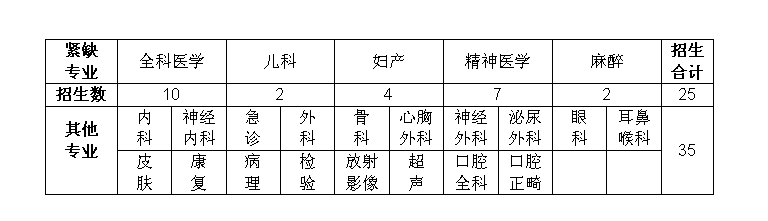 紧缺专业 全科医学 儿科 妇产 精神医学 麻醉 招生合计
招生数 10 2 4 7 2 25
其他专业 内科 神经内科 急诊 外科 骨科 心胸外科 神经外科 泌尿外科 眼科 耳鼻喉科 35
皮肤 康复 病理 检验 放射影像 超声 口腔全科 口腔正畸